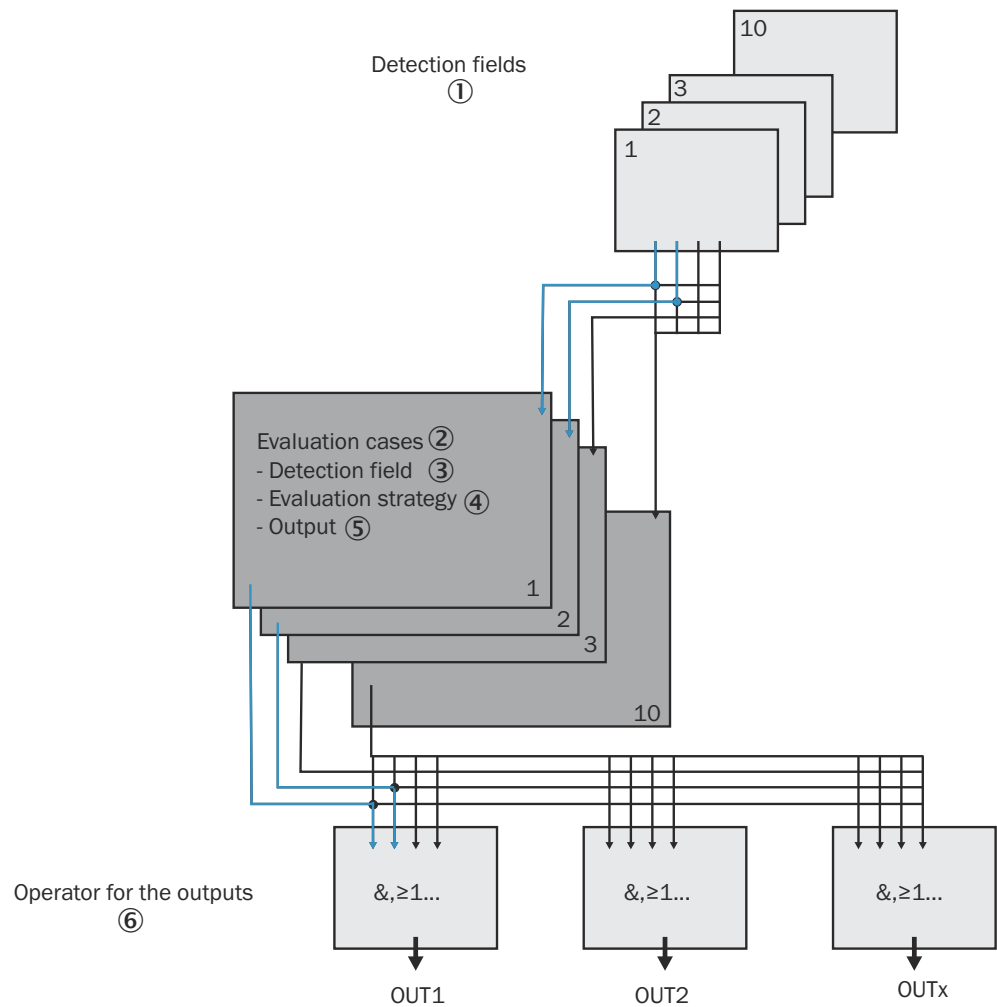 Detection fields
①
10
3
2
1
Evaluation cases ②
- Detection field ③
- Evaluation strategy ④
- Output ⑤
1
2
3
10
Operator for the outputs
⑥
&,≥1...
&,≥1...
&,≥1...
OUT1
OUT2
OUTx